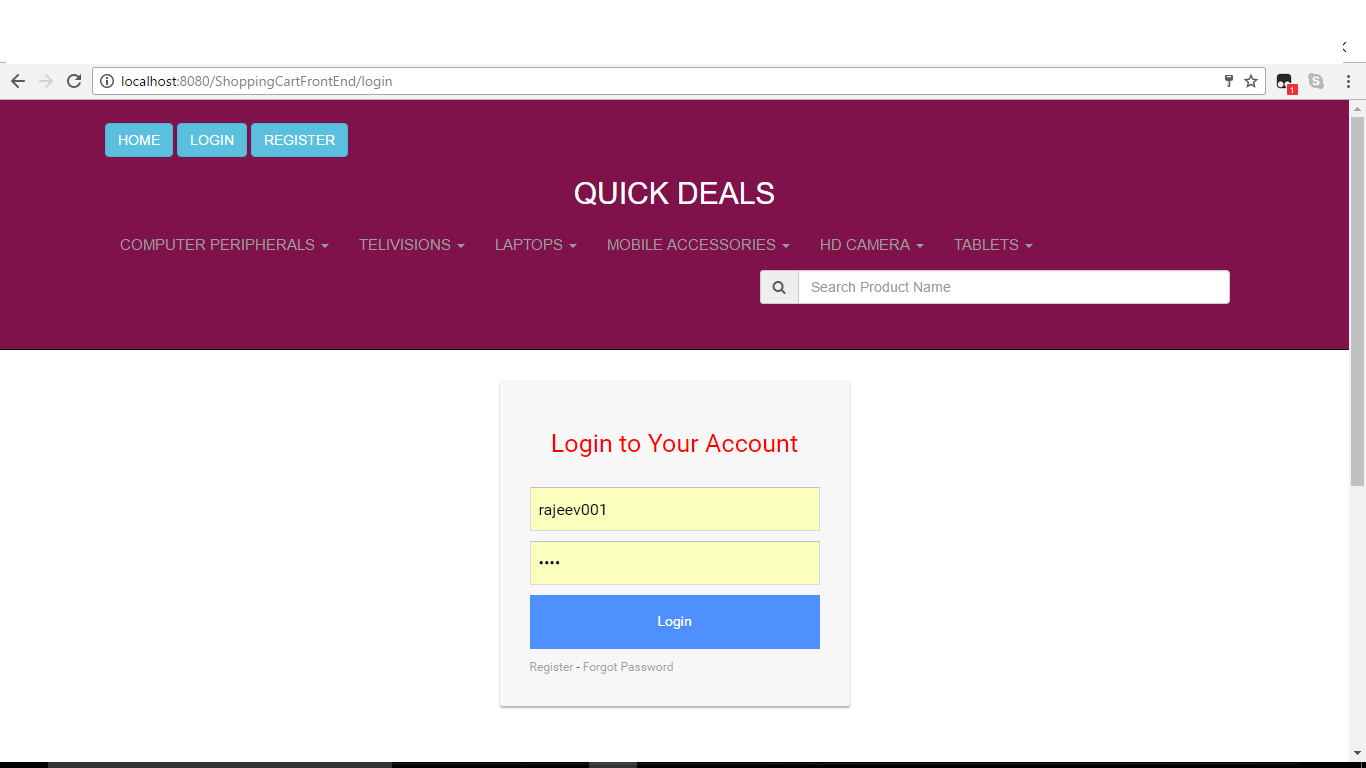 localhost:8080/ShoppingCartFrontEnd/login
1
HOME LOGIN REGISTER
QUICK DEALS
COMPUTER PERIPHERALS TELIVISIONS LAPTOPS MOBILE ACCESSORIES HD CAMERA TABLETS
Search Product Name
Login to Your Account
rajeev001
••••
Login
Register - Forgot Password